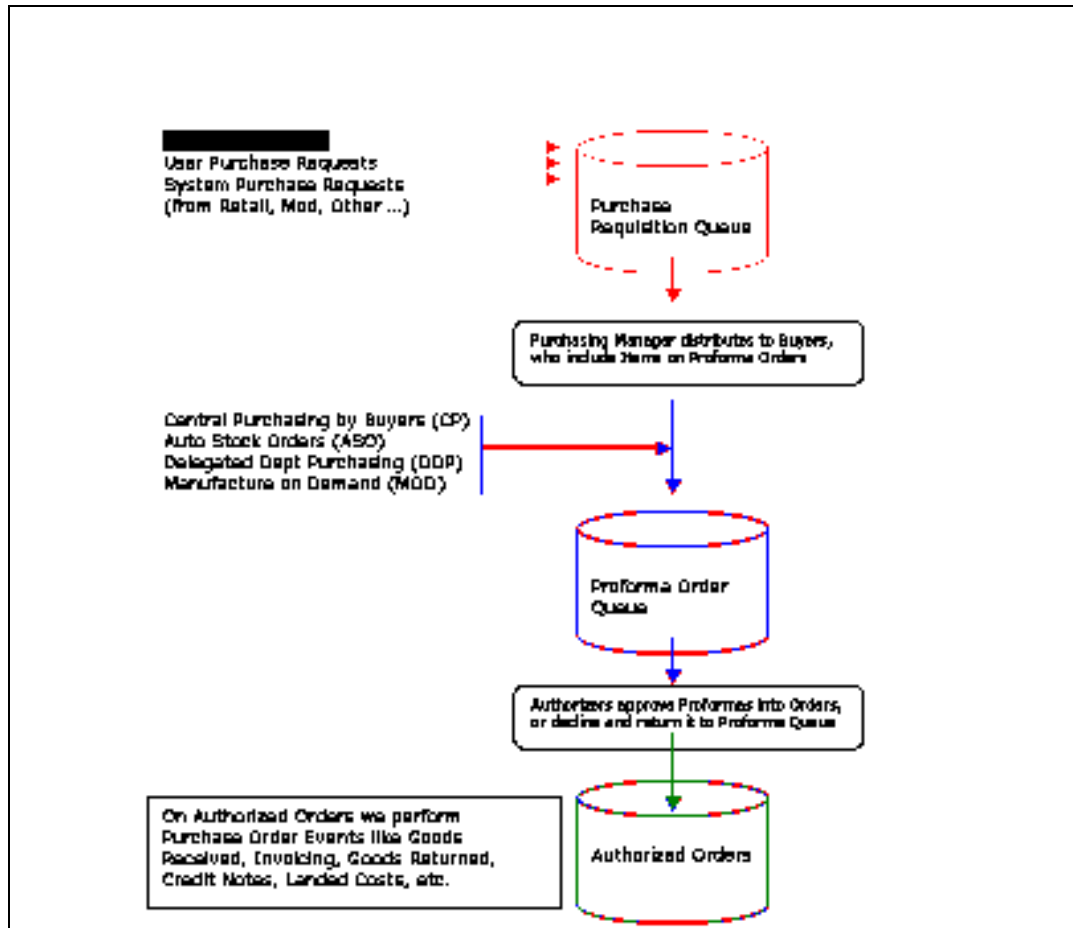 User Purchase Requests
System Purchase Requests
(from Retail, Mod, Other ...)
Purchase
Requisition Queue
Purchasing Manager distributes to Buyers,
who include Items on Proforma Orders
Central Purchasing by Buyers (CP)
Auto Stock Orders (ASO)
Delegated Dept Purchasing (DDP)
Manufacture on Demand (MOD)
Proforma Order
Queue
Authorizers approve Proformas into Orders,
or decline and return it to Proforma Queue
On Authorized Orders we perform
Purchase Order Events like Goods
Received, Invoicing, Goods Returned,
Credit Notes, Landed Costs, etc.
Authorized Orders